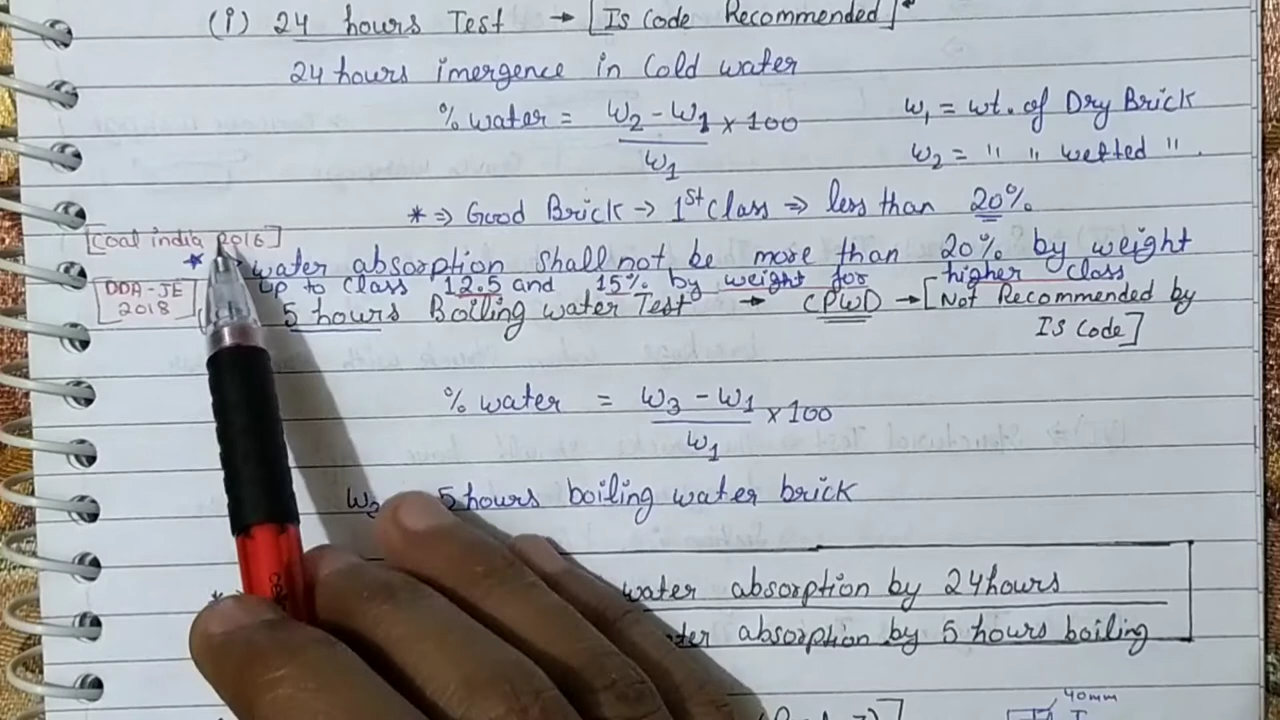 (i) 24 hours Test → [Is Code Recommended]
24 hours imergence in Cold water
% water = (W2 - W1)/W1 × 100
W1 = wt. of Dry Brick
W2 = " " wetted ".
* ⇒ Good Brick → 1st Class ⇒ less than 20%
[Coal india 2016]
* water absorption shall not be more than 20% by weight
up to class 12.5 and 15% by weight for higher class
[DDA-JE 2018]
5 hours Boiling water Test → CPWD → [Not Recommended by
Is Code]
% water = (W3 - W1)/W1 × 100
5 hours boiling water brick
water absorption by 24 hours
absorption by 5 hours boiling
40mm